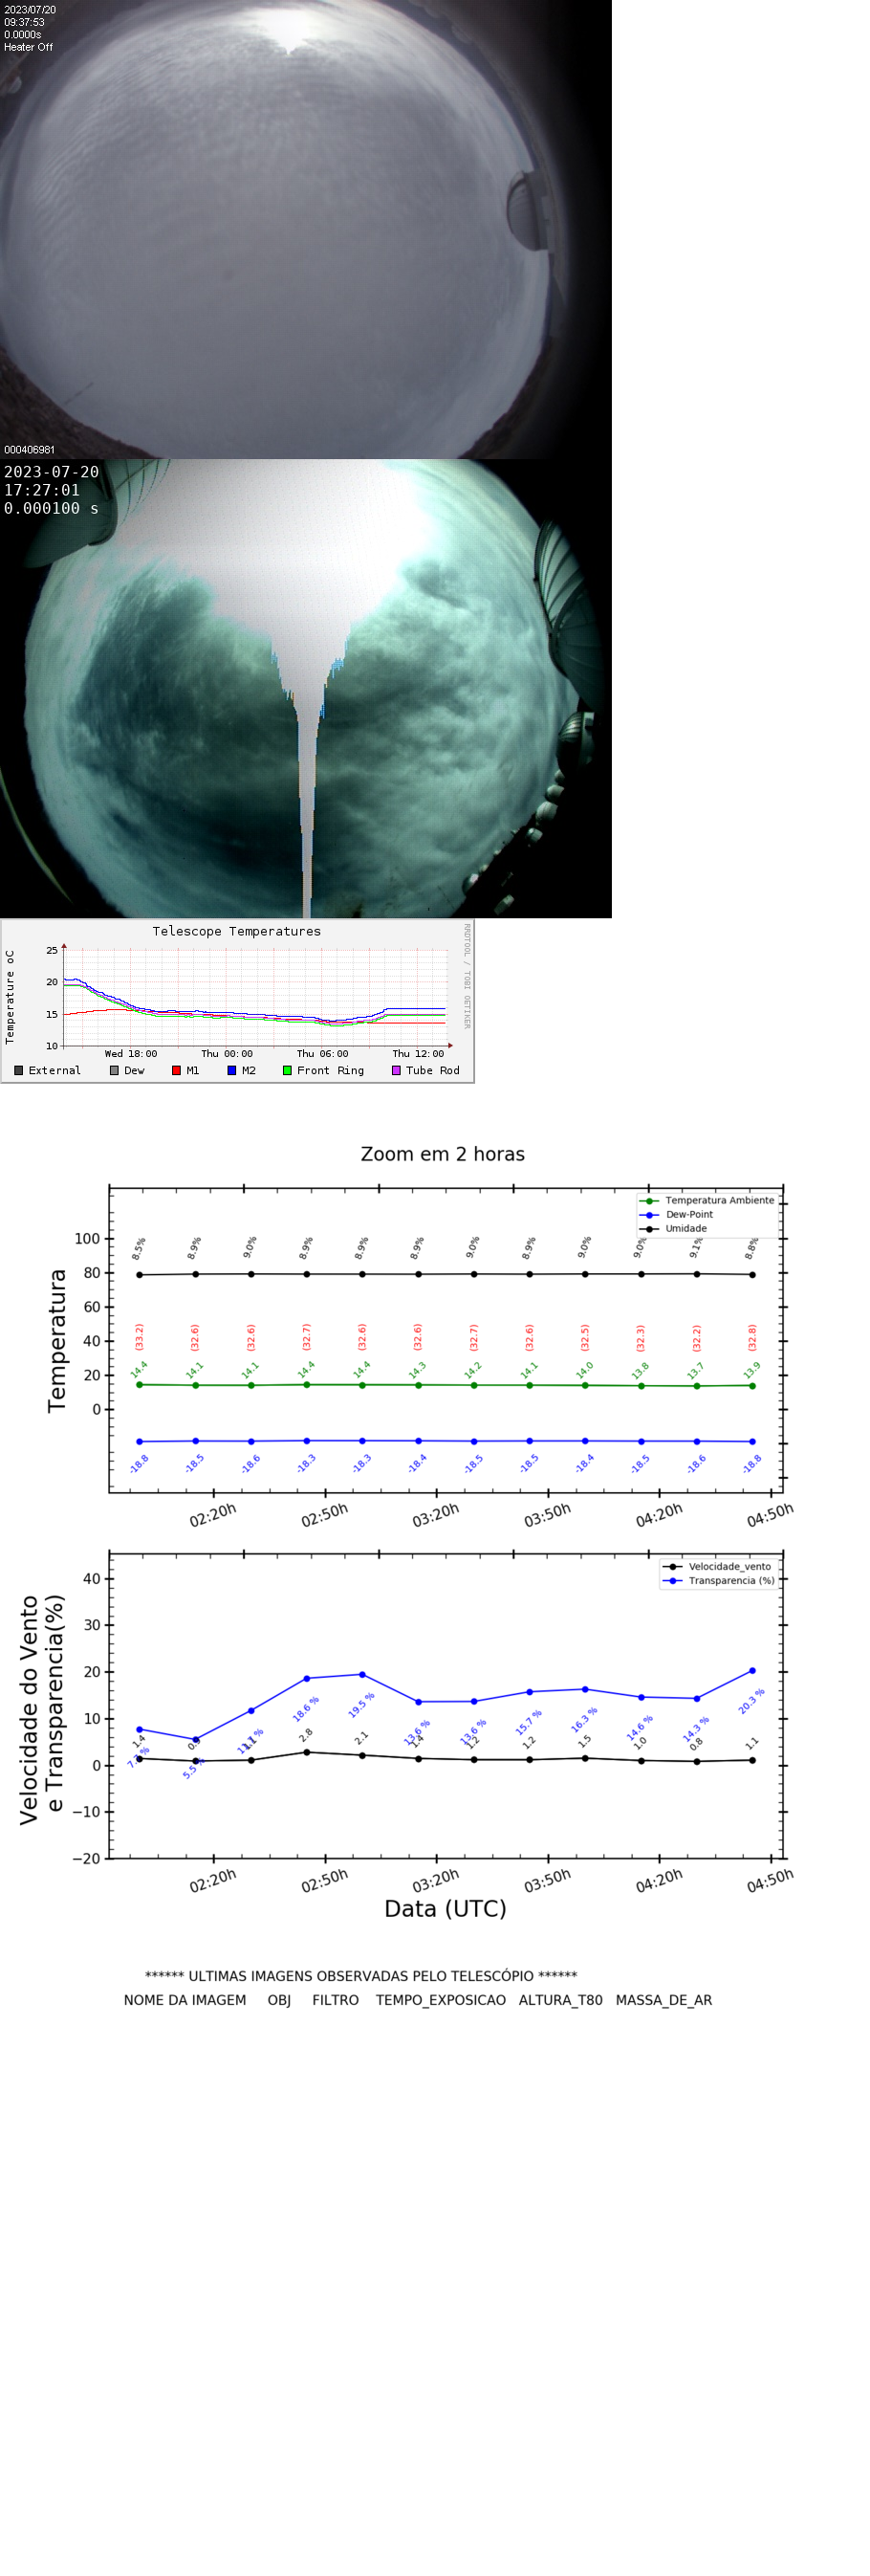 2023/07/20
09:37:53
0.0000s
Heater Off
000406981
2023-07-20
17:27:01
0.000100 s
Telescope Temperatures
RRDTOOL / TOBI OETIKER
Temperature oC
25
20
15
10
Wed 18:00 Thu 00:00 Thu 06:00 Thu 12:00
External Dew M1 M2 Front Ring Tube Rod
Zoom em 2 horas
Temperatura Ambiente
Dew-Point
Umidade
Temperatura
100
80
60
40
20
0
8.5% 8.9% 9.0% 8.9% 8.9% 8.9% 9.0% 8.9% 9.0% 9.0% 9.1% 8.8%
(33.2) (32.6) (32.6) (32.7) (32.6) (32.6) (32.7) (32.6) (32.5) (32.3) (32.2) (32.8)
14.4 14.1 14.1 14.4 14.4 14.3 14.2 14.1 14.0 13.8 13.7 13.9
-18.8 -18.5 -18.6 -18.3 -18.3 -18.4 -18.5 -18.5 -18.4 -18.5 -18.6 -18.8
02:20h 02:50h 03:20h 03:50h 04:20h 04:50h
Velocidade_vento
Transparencia (%)
Velocidade do Vento
e Transparencia(%)
40
30
20
10
0
−10
−20
18.6 % 19.5 % 13.6 % 13.6 % 15.7 % 16.3 % 14.6 % 14.3 % 20.3 %
1.4 2.8 2.1 1.4 1.2 1.2 1.5 1.0 0.8 1.1
02:20h 02:50h 03:20h 03:50h 04:20h 04:50h
Data (UTC)
****** ULTIMAS IMAGENS OBSERVADAS PELO TELESCÓPIO ******
NOME DA IMAGEM OBJ FILTRO TEMPO_EXPOSICAO ALTURA_T80 MASSA_DE_AR